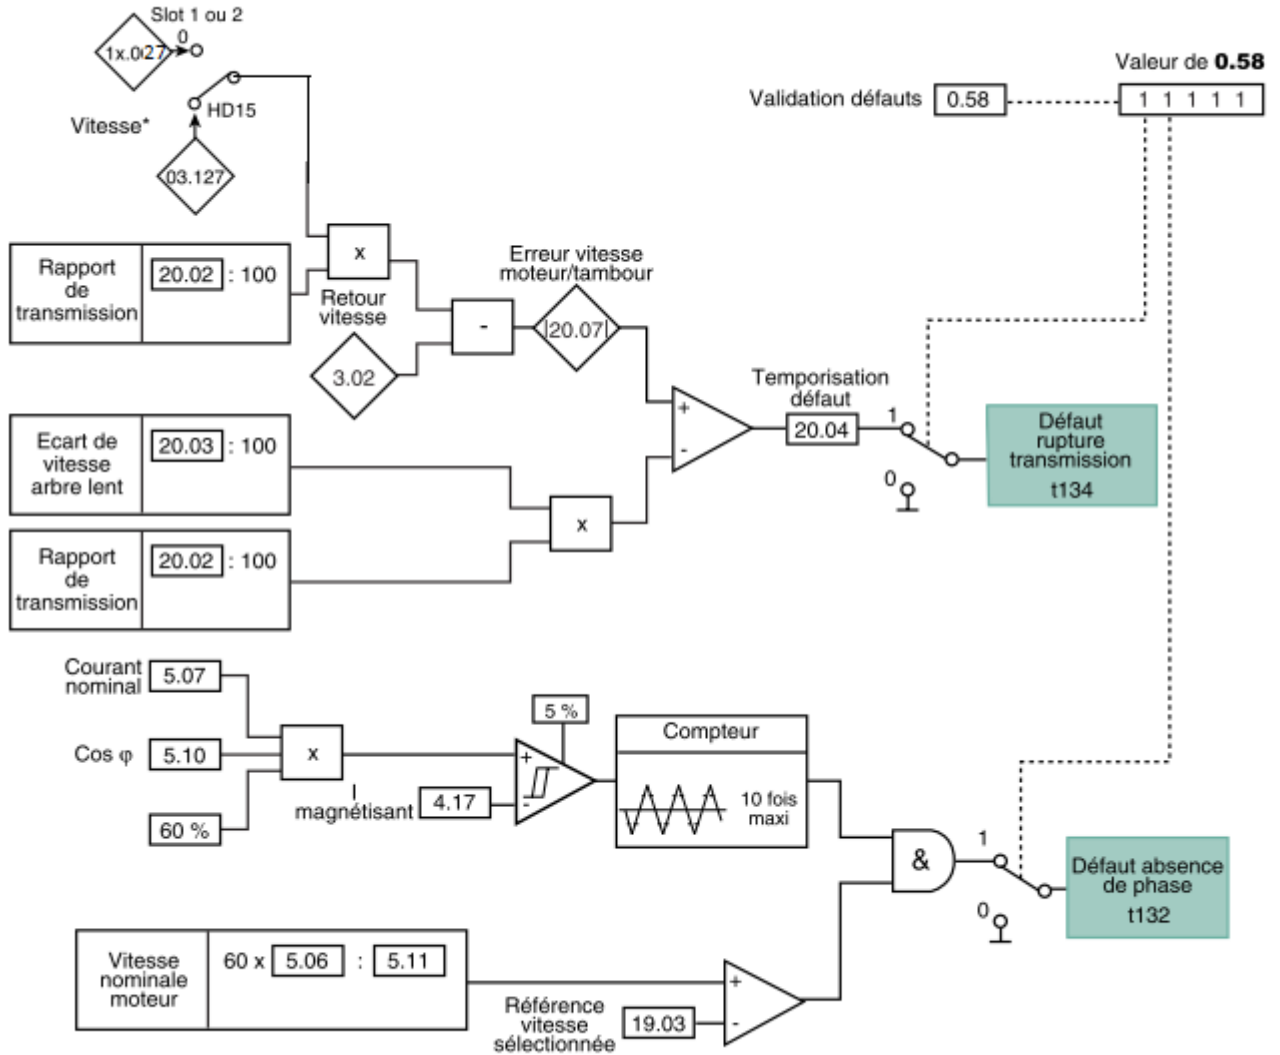 Slot 1 ou 2
0
1x.0(27
HD15
Vitesse*
03.127
Valeur de 0.58
Validation défauts
0.58
1 1 1 1 1
Rapport
de
transmission
20.02 : 100
x
Retour
vitesse
3.02
-
Erreur vitesse
moteur/tambour
|20.07|
Ecart de
vitesse
arbre lent
20.03 : 100
x
Rapport
de
transmission
20.02 : 100
+
-
Temporisation
défaut
20.04
1
0
Défaut
rupture
transmission
t134
Courant
nominal
5.07
Cos φ
5.10
60 %
x
I
magnétisant
4.17
5 %
+
-
Compteur
10 fois
maxi
&
1
0
Défaut absence
de phase
t132
Vitesse
nominale
moteur
60 x 5.06 : 5.11
Référence
vitesse
sélectionnée
19.03
+
-